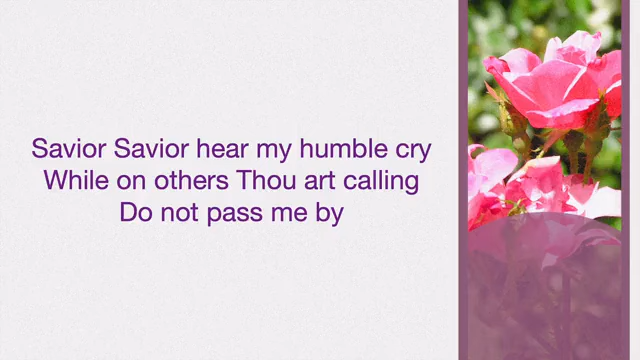 Savior Savior hear my humble cry
While on others Thou art calling
Do not pass me by